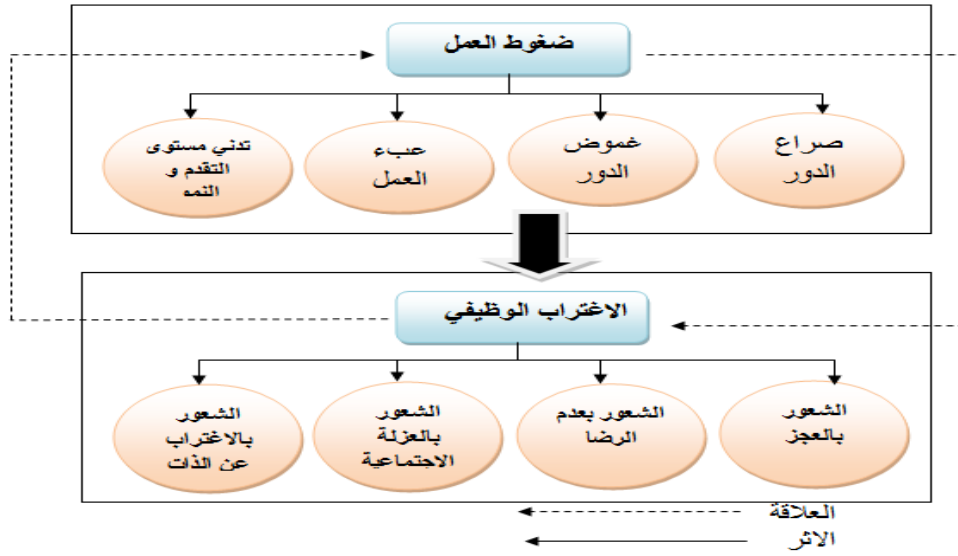 ضغوط العمل
صراع
الدور
غموض
الدور
عبء
العمل
تدني مستوى
التقدم و
النمه
الاغتراب الوظيفي
الشعور
بالعجز
الشعور بعدم
الرضا
الشعور
بالعزلة
الاجتماعية
الشعور
بالاغتراب
عن الذات
العلاقة
الاثر